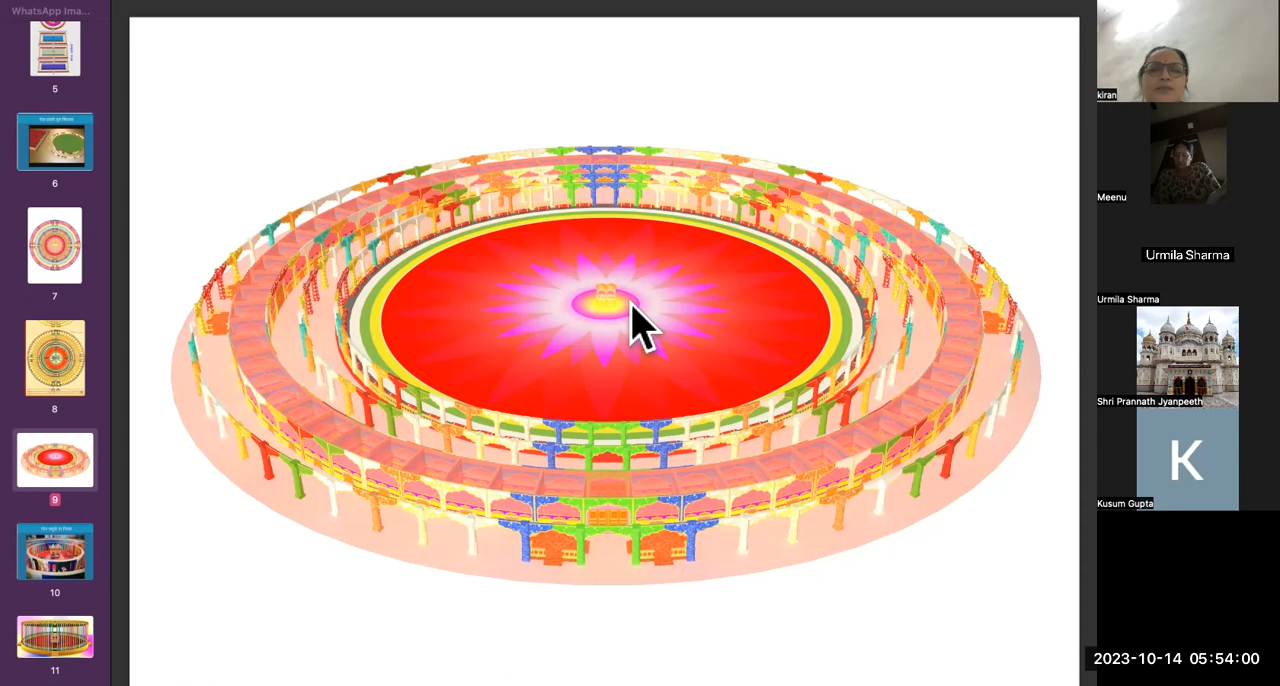 WhatsApp Ima...
5
6
7
8
9
10
11
kiran
Meenu
Urmila Sharma
Urmila Sharma
Shri Prannath Jyanpeeth
K
Kusum Gupta
2023-10-14 05:54:00